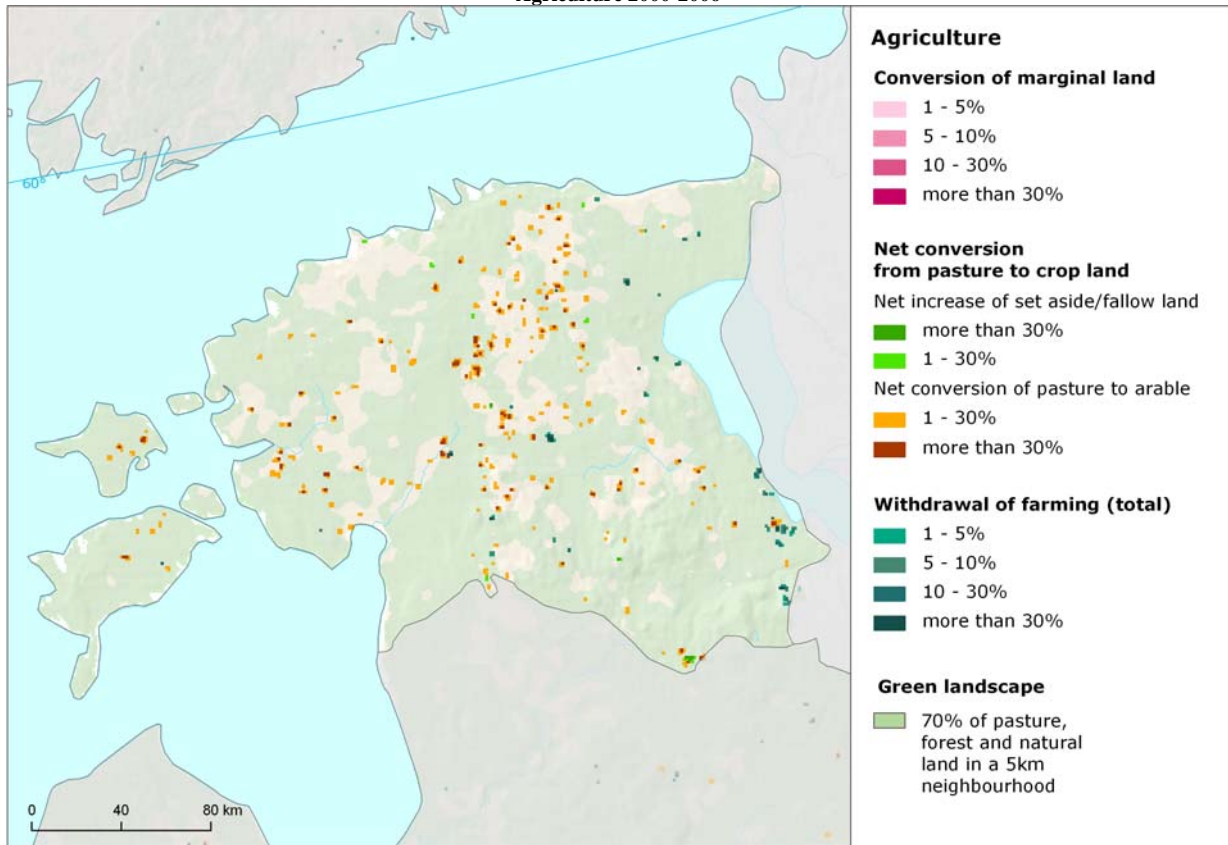 Agriculture 2000-2006
60°
0 40 80 km
Agriculture
Conversion of marginal land
1 - 5%
5 - 10%
10 - 30%
more than 30%
Net conversion
from pasture to crop land
Net increase of set aside/fallow land
more than 30%
1 - 30%
Net conversion of pasture to arable
1 - 30%
more than 30%
Withdrawal of farming (total)
1 - 5%
5 - 10%
10 - 30%
more than 30%
Green landscape
70% of pasture,
forest and natural
land in a 5km
neighbourhood